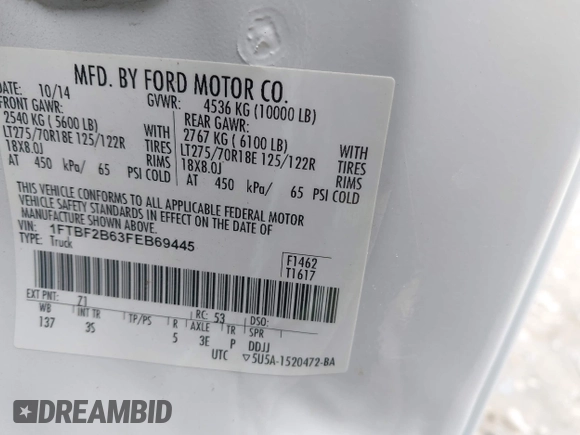 MFD. BY FORD MOTOR CO.
DATE: 10/14 GVWR: 4536 KG (10000 LB)
FRONT GAWR: REAR GAWR:
2540 KG ( 5600 LB) WITH 2767 KG ( 6100 LB) WITH
LT275/70R18E 125/122R TIRES LT275/70R18E 125/122R TIRES
18X8.0J RIMS 18X8.0J RIMS
AT 450 kPa/ 65 PSI COLD AT 450 kPa/ 65 PSI COLD
THIS VEHICLE CONFORMS TO ALL APPLICABLE FEDERAL MOTOR
VEHICLE SAFETY STANDARDS IN EFFECT ON THE DATE OF
MANUFACTURE SHOWN ABOVE.
VIN: 1FTBF2B63FEB69445
TYPE: Truck
F1462
T1617
EXT PNT: Z1 RC: 53 DSO:
WB INT TR TP/PS R AXLE TR SPR
137 3S 5 3E P DDJJ
UTC ▽5U5A-1520472-BA
DREAMBID